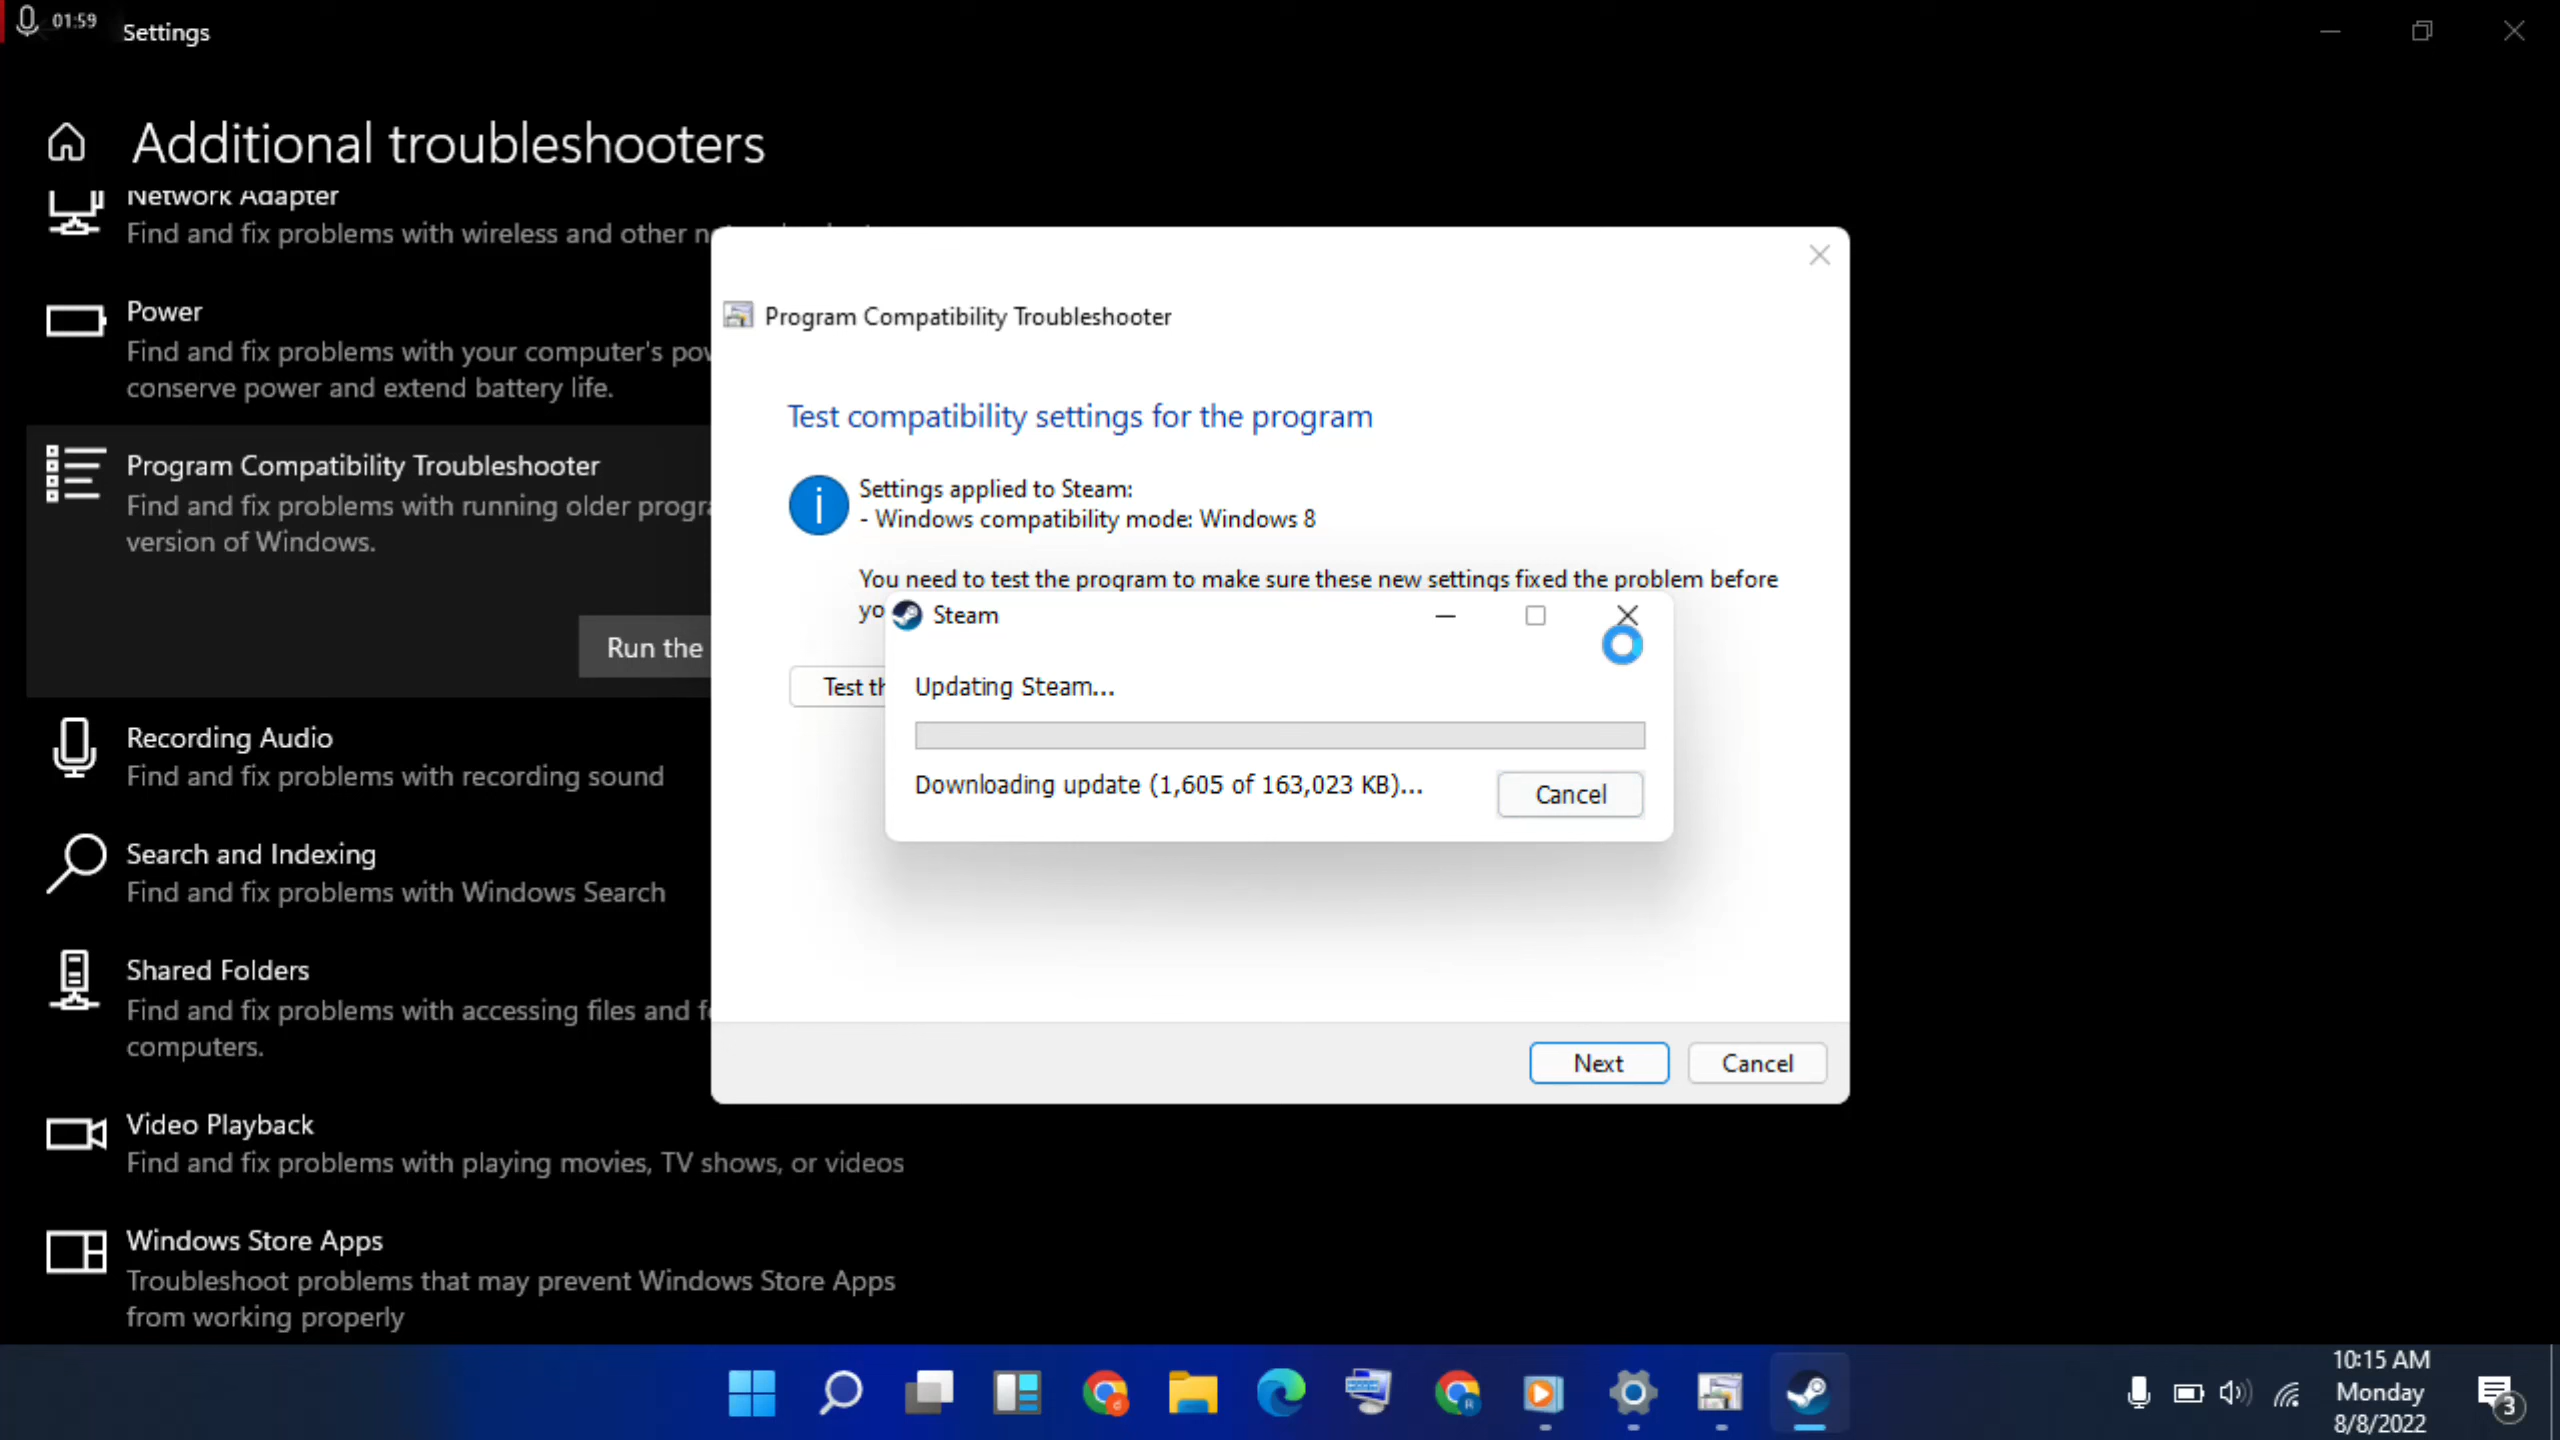 01:59
Settings
Additional troubleshooters
Network Adapter
Find and fix problems with wireless and other
Power
Find and fix problems with your computer's
conserve power and extend battery life.
Program Compatibility Troubleshooter
Find and fix problems with running older
version of Windows.
Run the
Recording Audio
Find and fix problems with recording sound
Search and Indexing
Find and fix problems with Windows Search
Shared Folders
Find and fix problems with accessing files and
computers.
Video Playback
Find and fix problems with playing movies, TV shows, or videos
Windows Store Apps
Troubleshoot problems that may prevent Windows Store Apps
from working properly
Program Compatibility Troubleshooter
Test compatibility settings for the program
Settings applied to Steam:
- Windows compatibility mode: Windows 8
You need to test the program to make sure these new settings fixed the problem before
Test
Steam
Updating Steam...
Downloading update (1,605 of 163,023 KB)...
Cancel
Next
Cancel
10:15 AM
Monday
8/8/2022
3